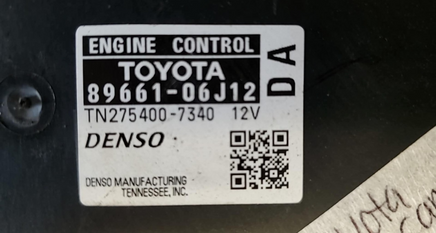 ENGINE CONTROL
TOYOTA
89661-06J12
DA
TN275400-7340 12V
DENSO
DENSO MANUFACTURING
TENNESSEE, INC.